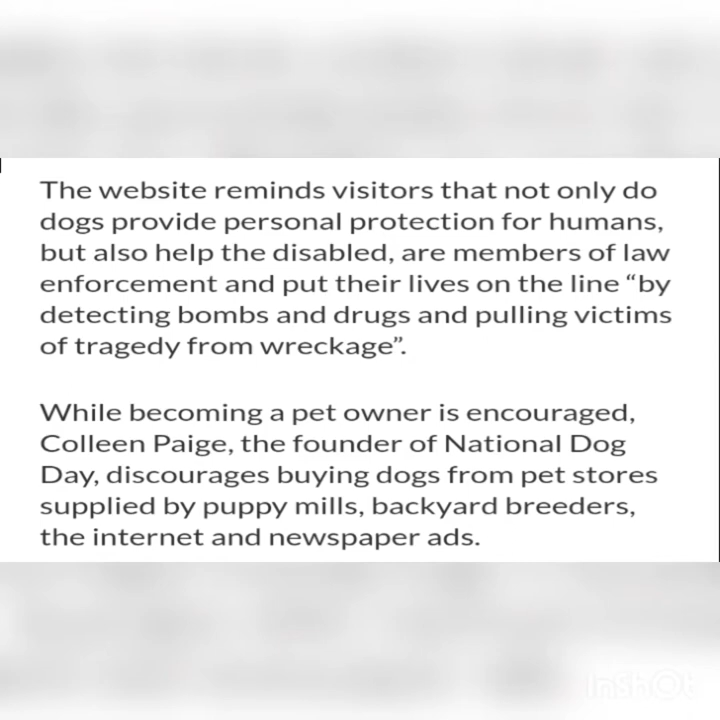 The website reminds visitors that not only do
dogs provide personal protection for humans,
but also help the disabled, are members of law
enforcement and put their lives on the line “by
detecting bombs and drugs and pulling victims
of tragedy from wreckage”.
While becoming a pet owner is encouraged,
Colleen Paige, the founder of National Dog
Day, discourages buying dogs from pet stores
supplied by puppy mills, backyard breeders,
the internet and newspaper ads.
InShOt